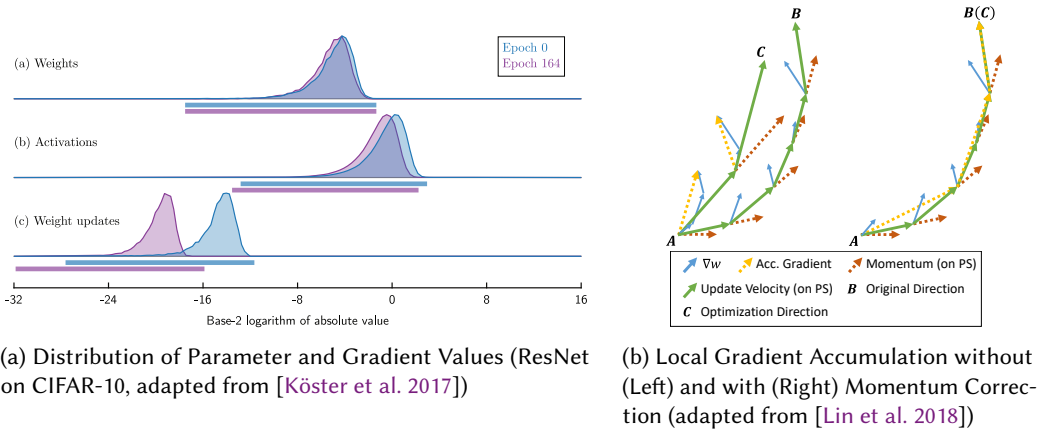 (a) Weights
Epoch 0
Epoch 164
(b) Activations
(c) Weight updates
-32 -24 -16 -8 0 8 16
Base-2 logarithm of absolute value
(a) Distribution of Parameter and Gradient Values (ResNet
on CIFAR-10, adapted from [Köster et al. 2017])
B
C
A
B(C)
A
∇w Acc. Gradient Momentum (on PS)
Update Velocity (on PS) B Original Direction
C Optimization Direction
(b) Local Gradient Accumulation without
(Left) and with (Right) Momentum Correc-
tion (adapted from [Lin et al. 2018])